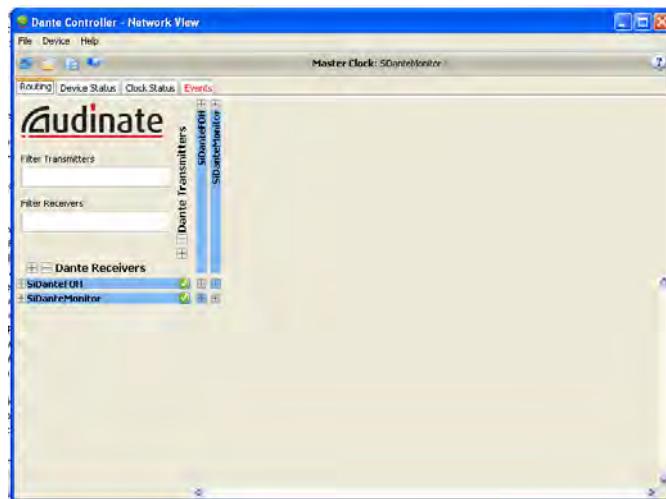 Dante Controller - Network View
File Device Help
Master Clock: SiDanteMonitor
?
Routing Device Status Clock Status Events
Audinate
Filter Transmitters
Filter Receivers
Dante Transmitters
SiDanteFOH
SiDanteMonitor
Dante Receivers
SiDanteFOH
SiDanteMonitor